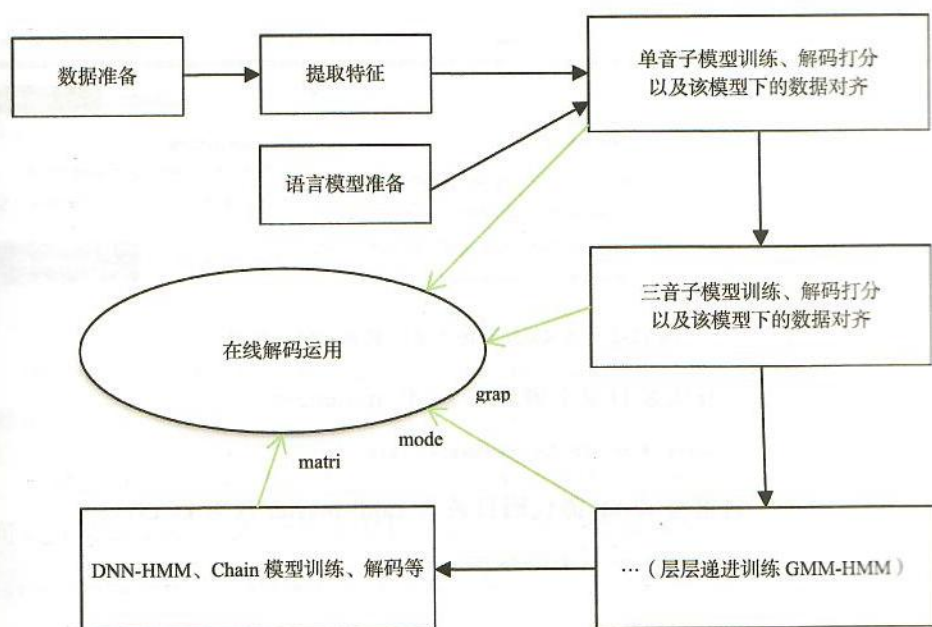 数据准备
提取特征
单音子模型训练、解码打分
以及该模型下的数据对齐
语言模型准备
三音子模型训练、解码打分
以及该模型下的数据对齐
在线解码运用
grap
mode
matri
DNN-HMM、Chain 模型训练、解码等
…（层层递进训练 GMM-HMM）